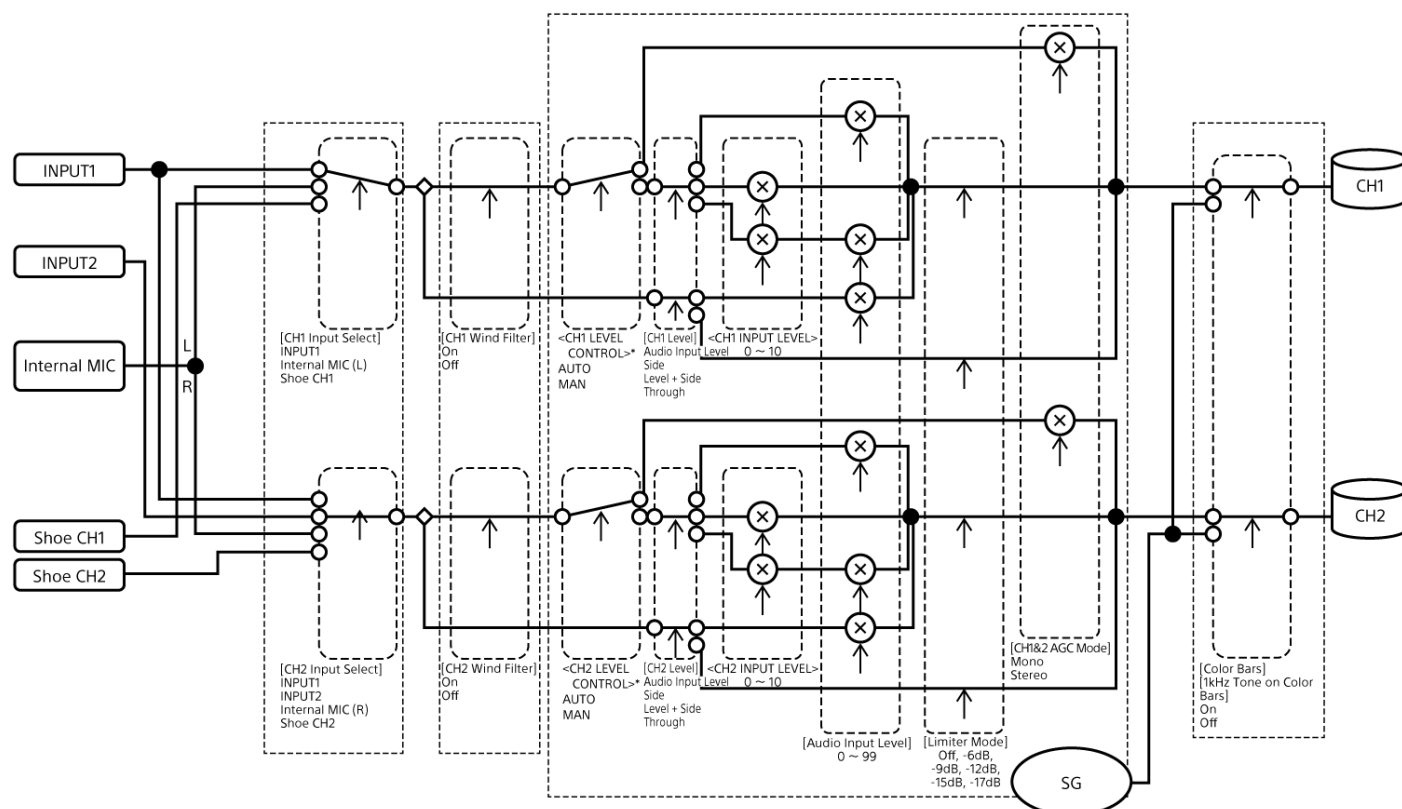 INPUT1
INPUT2
Internal MIC
L
R
Shoe CH1
Shoe CH2
[CH1 Input Select]
INPUT1
Internal MIC (L)
Shoe CH1
[CH1 Wind Filter]
On
Off
<CH1 LEVEL
CONTROL>*
AUTO
MAN
[CH1 Level]
Audio Input Level
Side
Level + Side
Through
<CH1 INPUT LEVEL>
0 ~ 10
CH1
[CH2 Input Select]
INPUT1
INPUT2
Internal MIC (R)
Shoe CH2
[CH2 Wind Filter]
On
Off
<CH2 LEVEL
CONTROL>*
AUTO
MAN
[CH2 Level]
Audio Input Level
Side
Level + Side
Through
<CH2 INPUT LEVEL>
0 ~ 10
[Audio Input Level]
0 ~ 99
[Limiter Mode]
Off, -6dB,
-9dB, -12dB,
-15dB, -17dB
[CH1&2 AGC Mode]
Mono
Stereo
SG
[Color Bars]
[1kHz Tone on Color
Bars]
On
Off
CH2